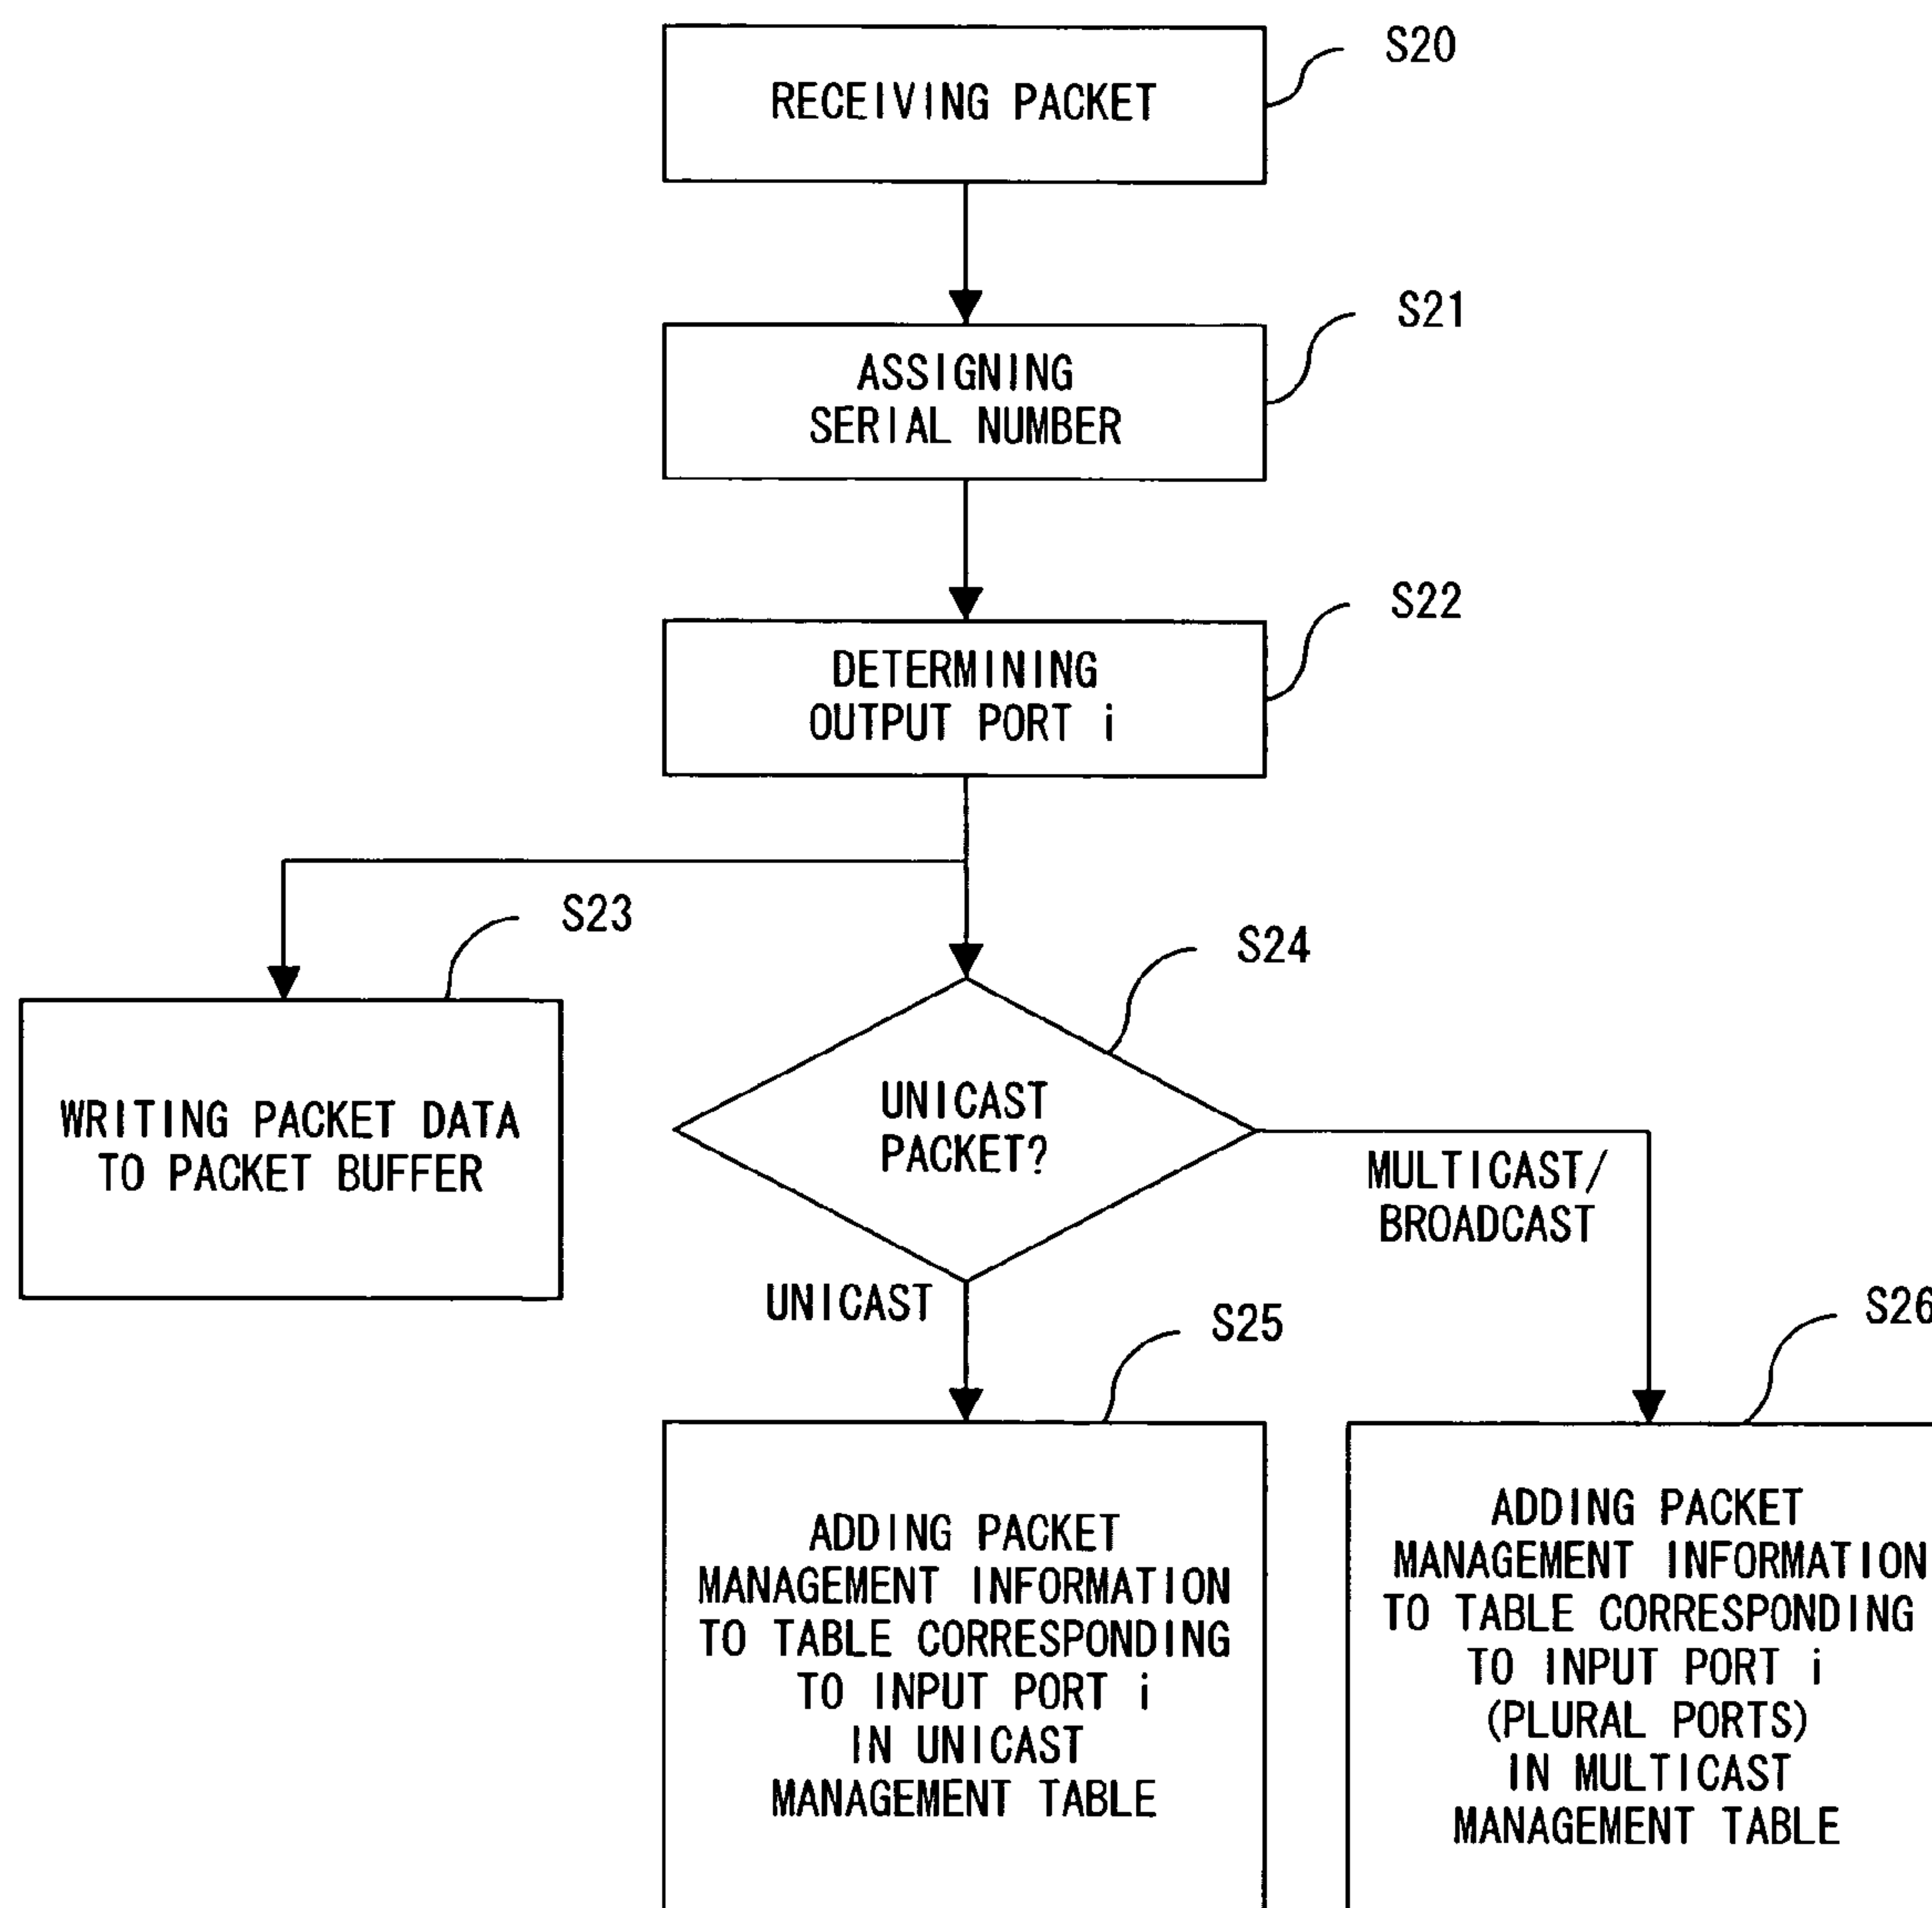 RECEIVING PACKET
S20
ASSIGNING
SERIAL NUMBER
S21
DETERMINING
OUTPUT PORT i
S22
S23
WRITING PACKET DATA
TO PACKET BUFFER
S24
UNICAST
PACKET?
MULTICAST/
BROADCAST
UNICAST
S25
S26
ADDING PACKET
MANAGEMENT INFORMATION
TO TABLE CORRESPONDING
TO INPUT PORT i
IN UNICAST
MANAGEMENT TABLE
ADDING PACKET
MANAGEMENT INFORMATION
TO TABLE CORRESPONDING
TO INPUT PORT i
(PLURAL PORTS)
IN MULTICAST
MANAGEMENT TABLE